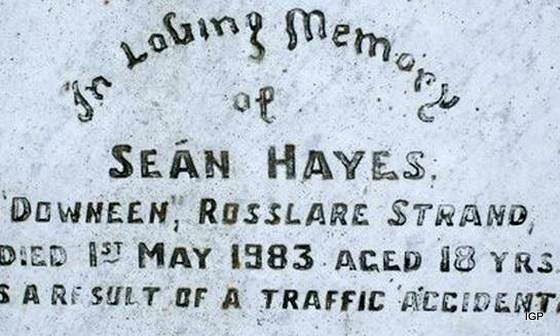 In Loving Memory
of
SEÁN HAYES.
'DOWNEEN', ROSSLARE STRAND,
DIED 1ST MAY 1983 AGED 18 YRS.
S A RESULT OF A TRAFFIC ACCIDENT
IGP